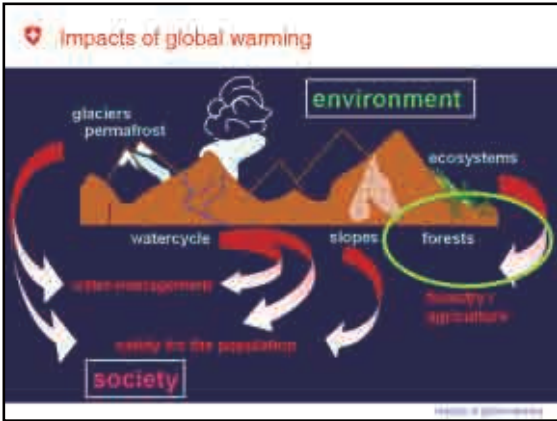 Impacts of global warming
environment
glaciers
permafrost
ecosystems
watercycle
slopes
forests
management
safety for the population
forestry /
agriculture
society